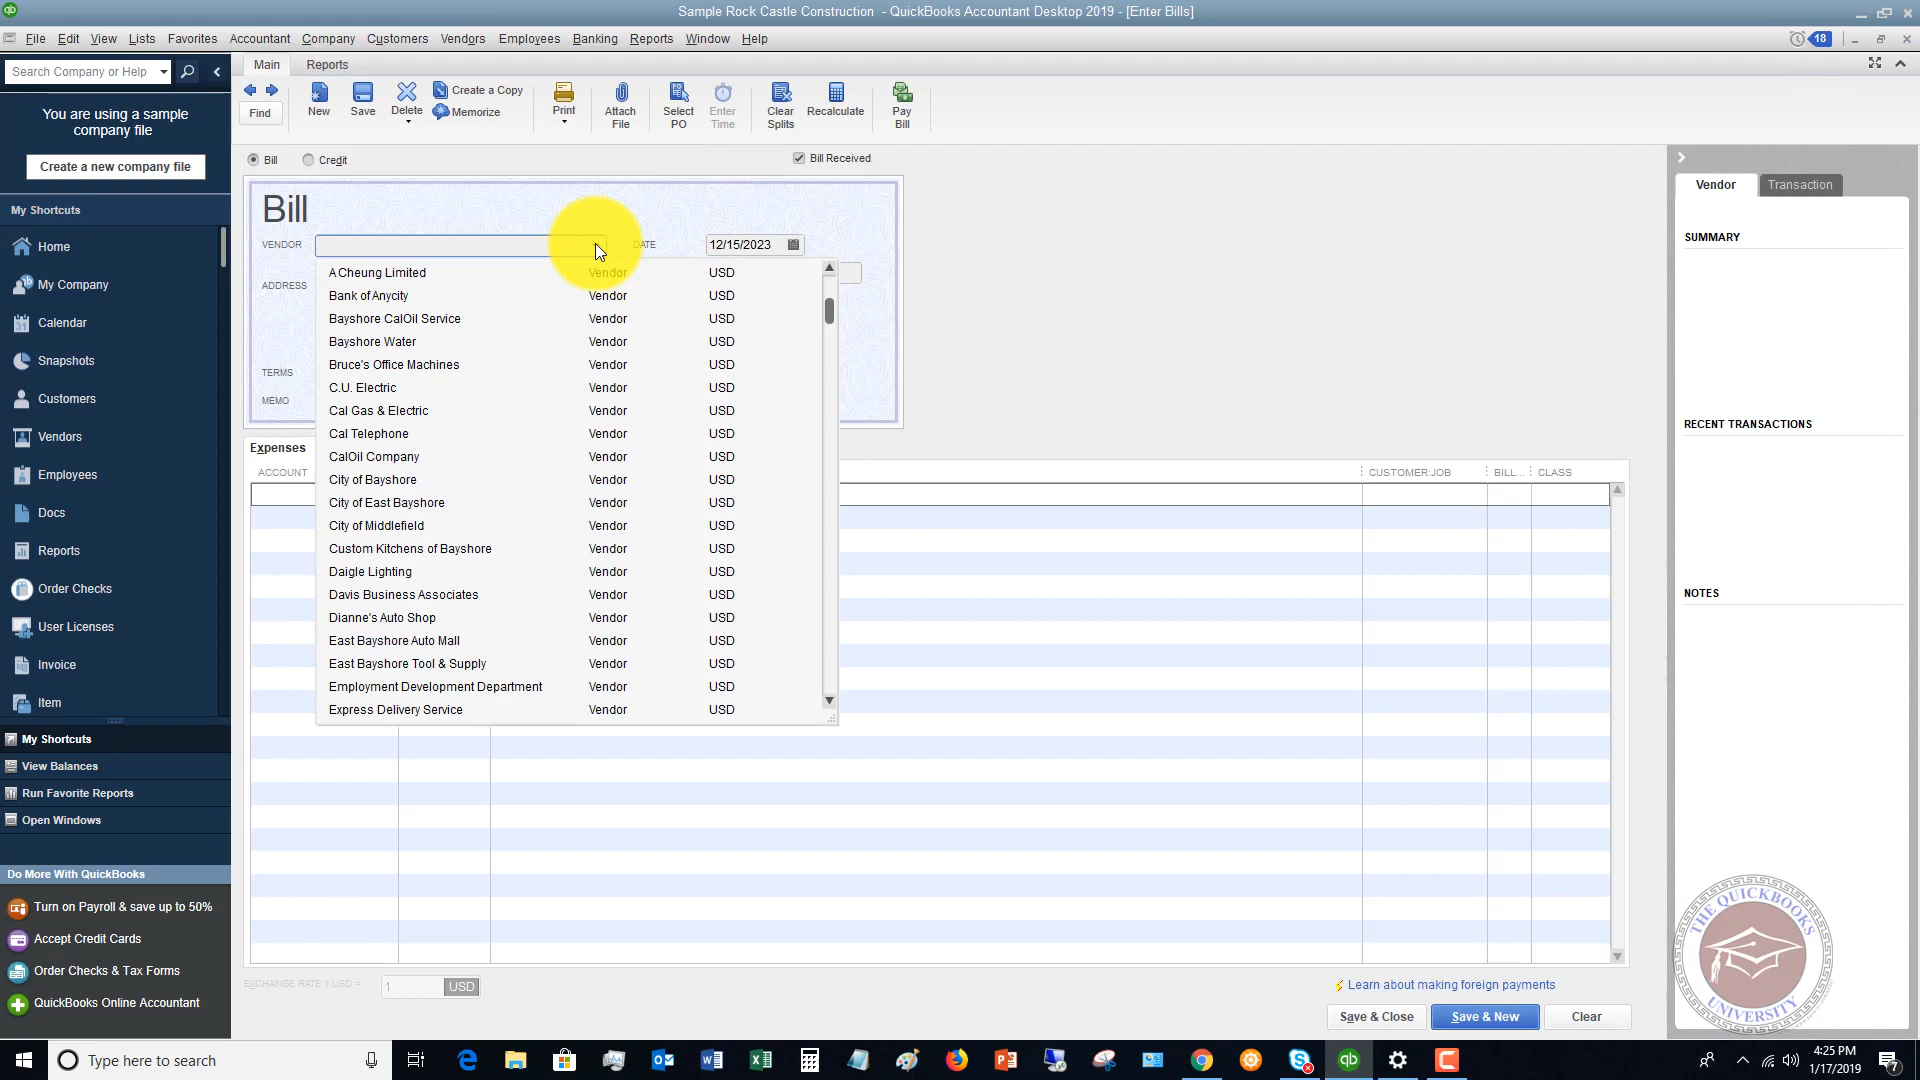 Sample Rock Castle Construction - QuickBooks Accountant Desktop 2019 - [Enter Bills]
File Edit View Lists Favorites Accountant Company Customers Vendors Employees Banking Reports Window Help
18
Search Company or Help
You are using a sample
company file
Create a new company file
My Shortcuts
Home
My Company
Calendar
Snapshots
Customers
Vendors
Employees
Docs
Reports
Order Checks
User Licenses
Invoice
Item
My Shortcuts
View Balances
Run Favorite Reports
Open Windows
Do More With QuickBooks
Turn on Payroll & save up to 50%
Accept Credit Cards
Order Checks & Tax Forms
QuickBooks Online Accountant
Main Reports
Find
New
Save
Delete
Create a Copy
Memorize
Print
Attach
File
Select
PO
Enter
Time
Clear
Splits
Recalculate
Pay
Bill
Bill Credit Bill Received
Bill
VENDOR DATE 12/15/2023
ADDRESS
TERMS
MEMO
A Cheung Limited Vendor USD
Bank of Anycity Vendor USD
Bayshore CalOil Service Vendor USD
Bayshore Water Vendor USD
Bruce's Office Machines Vendor USD
C.U. Electric Vendor USD
Cal Gas & Electric Vendor USD
Cal Telephone Vendor USD
CalOil Company Vendor USD
City of Bayshore Vendor USD
City of East Bayshore Vendor USD
City of Middlefield Vendor USD
Custom Kitchens of Bayshore Vendor USD
Daigle Lighting Vendor USD
Davis Business Associates Vendor USD
Dianne's Auto Shop Vendor USD
East Bayshore Auto Mall Vendor USD
East Bayshore Tool & Supply Vendor USD
Employment Development Department Vendor USD
Express Delivery Service Vendor USD
Expenses
ACCOUNT CUSTOMER:JOB BILL... CLASS
EXCHANGE RATE 1 USD = 1 USD
Learn about making foreign payments
Save & Close Save & New Clear
Vendor Transaction
SUMMARY
RECENT TRANSACTIONS
NOTES
THE QUICKBOOKS
UNIVERSITY
Type here to search
4:25 PM
1/17/2019
7